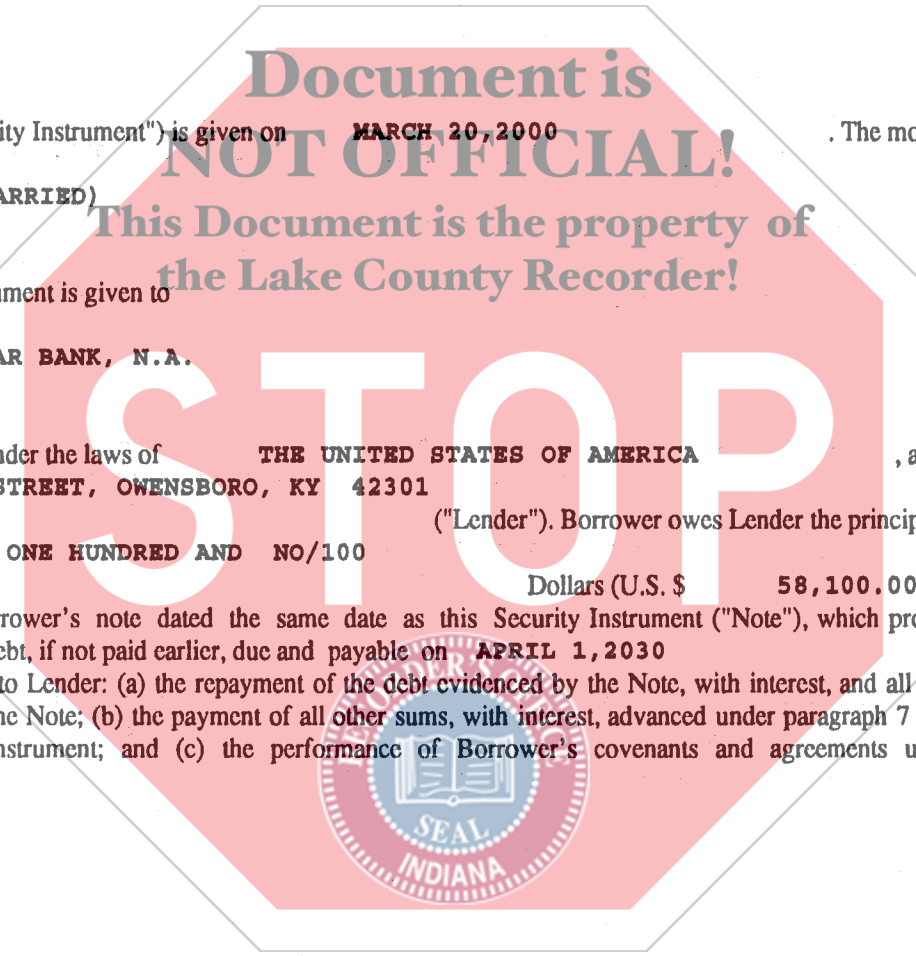 Document is
ity Instrument") is given on MARCH 20,2000 . The mo
NOT OFFICIAL!
ARRIED)
This Document is the property of
the Lake County Recorder!
ment is given to
AR BANK, N.A.
STOP
nder the laws of THE UNITED STATES OF AMERICA , a
STREET, OWENSBORO, KY 42301
("Lender"). Borrower owes Lender the princip
ONE HUNDRED AND NO/100
Dollars (U.S. $ 58,100.00
rrower's note dated the same date as this Security Instrument ("Note"), which pro
ebt, if not paid earlier, due and payable on APRIL 1,2030
to Lender: (a) the repayment of the debt evidenced by the Note, with interest, and all
ne Note; (b) the payment of all other sums, with interest, advanced under paragraph 7
nstrument; and (c) the performance of Borrower's covenants and agreements u
RECORDER'S OFFICE
SEAL
INDIANA